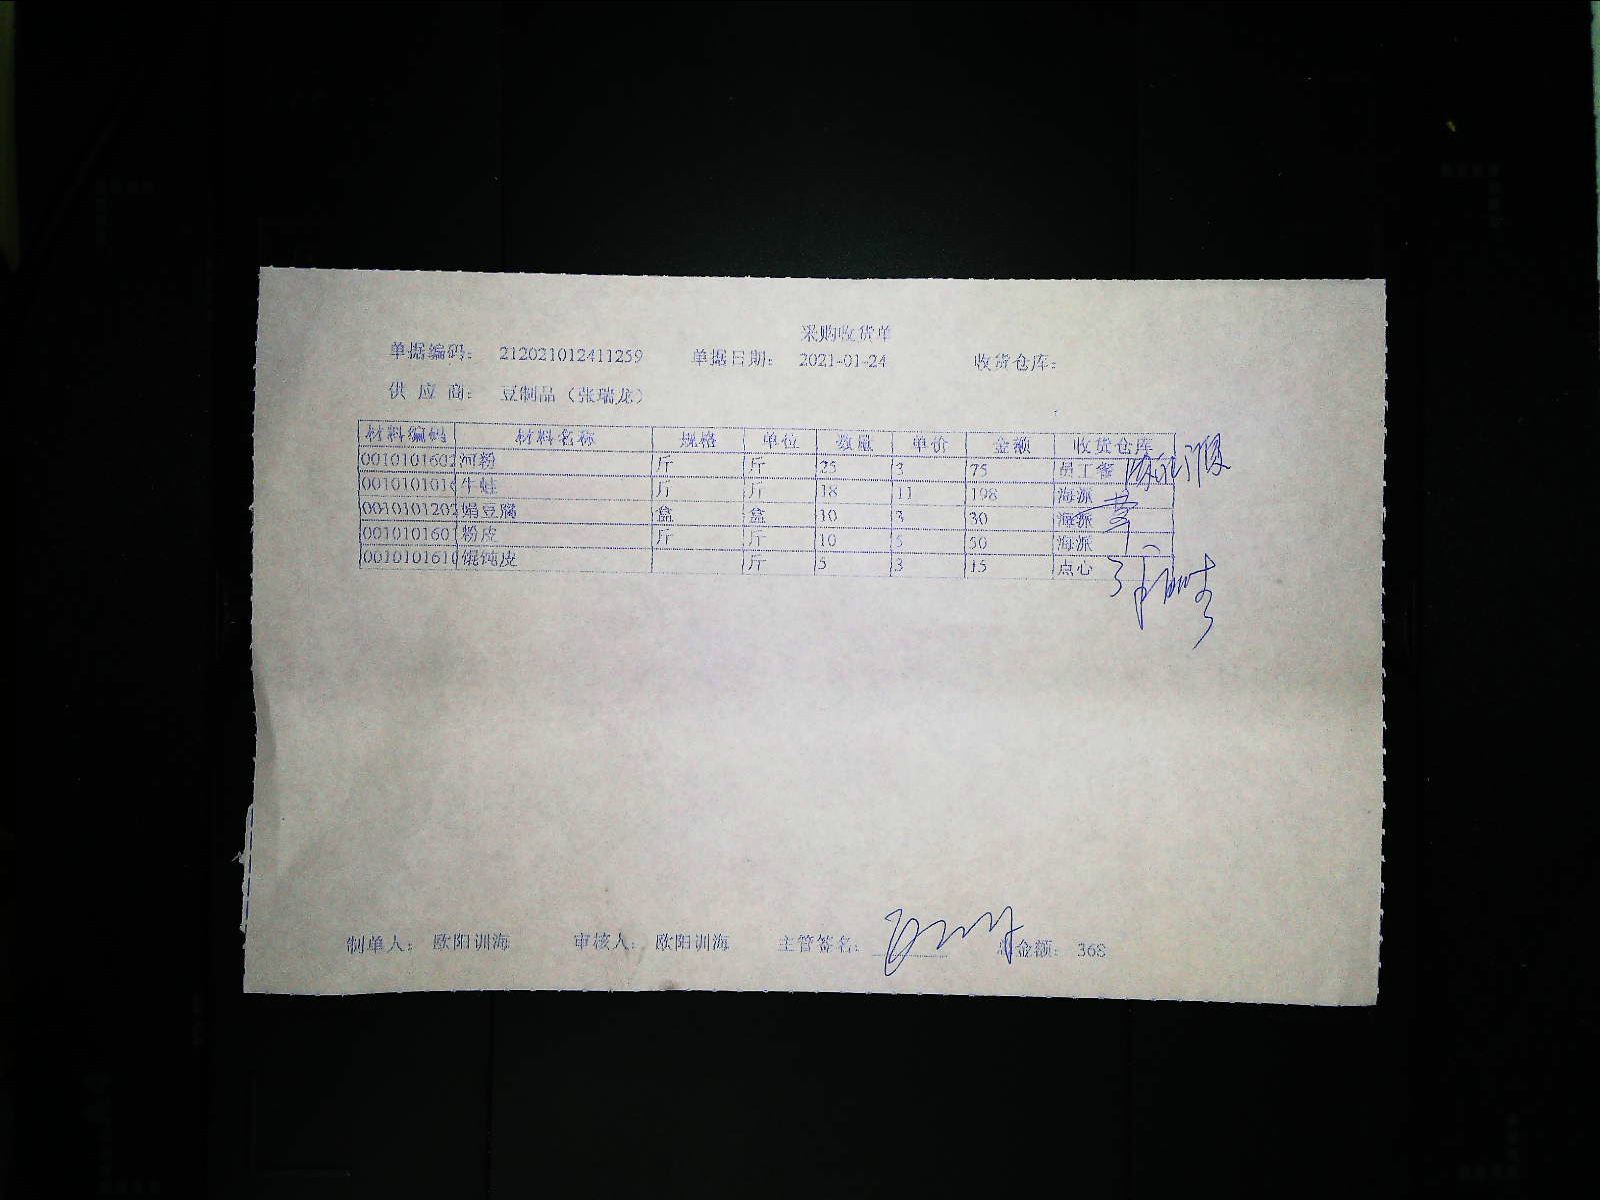 采购收货单
单据编码： 212021012411259 单据日期： 2021-01-24 收货仓库：
供 应 商： 豆制品（张瑞龙）
材料编码 材料名称 规格 单位 数量 单价 金额 收货仓库
0010101602 河粉 斤 斤 25 3 75 员工餐
0010101016 牛蛙 斤 斤 18 11 198 海派
0010101202 绢豆腐 盒 盒 10 3 30 海派
0010101601 粉皮 斤 斤 10 5 50 海派
0010101610 馄饨皮 斤 5 3 15 点心
制单人： 欧阳训海 审核人： 欧阳训海 主管签名： 总金额： 368